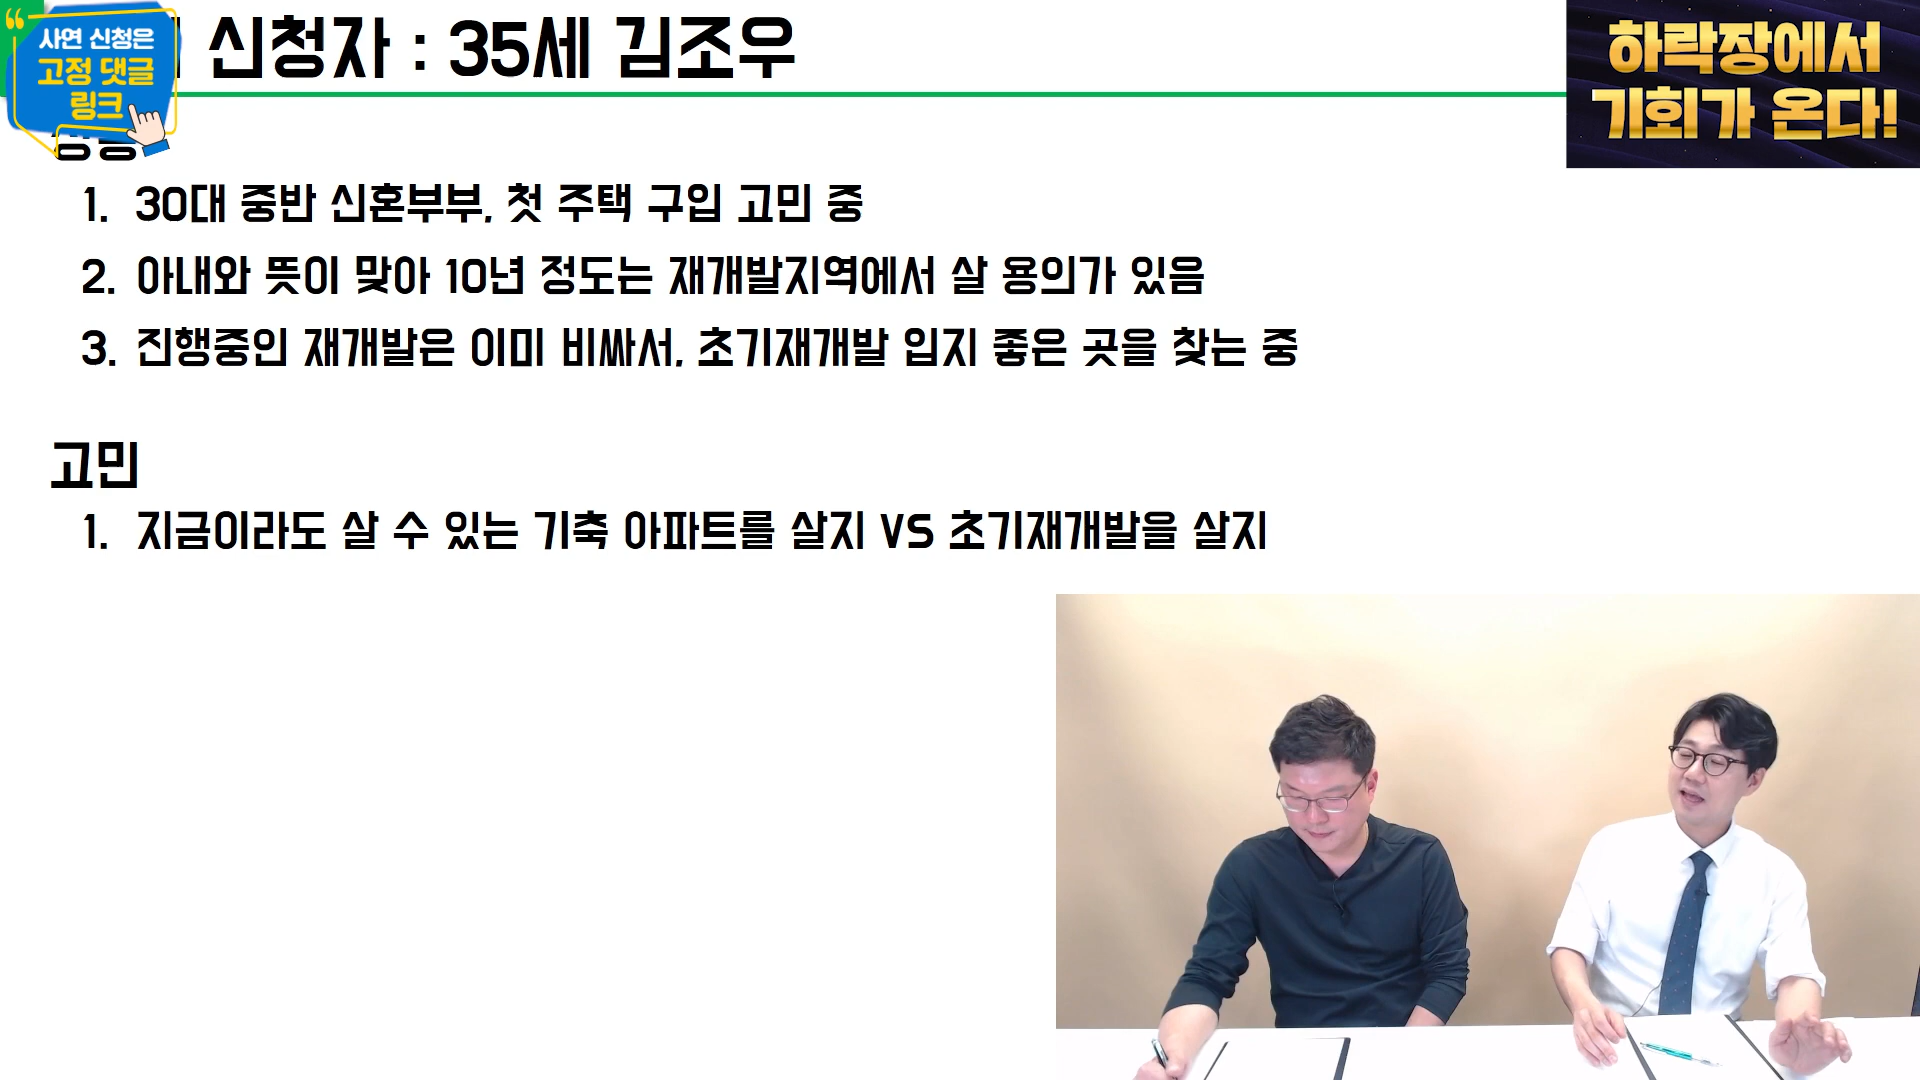 사연 신청은
고정 댓글
링크
신청자 : 35세 김조우
하락장에서
기회가 온다!
1. 30대 중반 신혼부부, 첫 주택 구입 고민 중
2. 아내와 뜻이 맞아 10년 정도는 재개발지역에서 살 용의가 있음
3. 진행중인 재개발은 이미 비싸서, 초기재개발 입지 좋은 곳을 찾는 중
고민
1. 지금이라도 살 수 있는 기축 아파트를 살지 VS 초기재개발을 살지